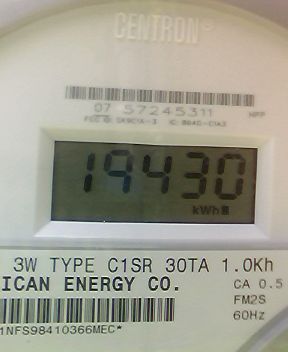 CENTRON®
07 57245311
HPP
19430
kWh
3W TYPE C1SR 30TA 1.0Kh
ICAN ENERGY CO.
CA 0.5
FM2S
60Hz
1NFS98410366MEC*